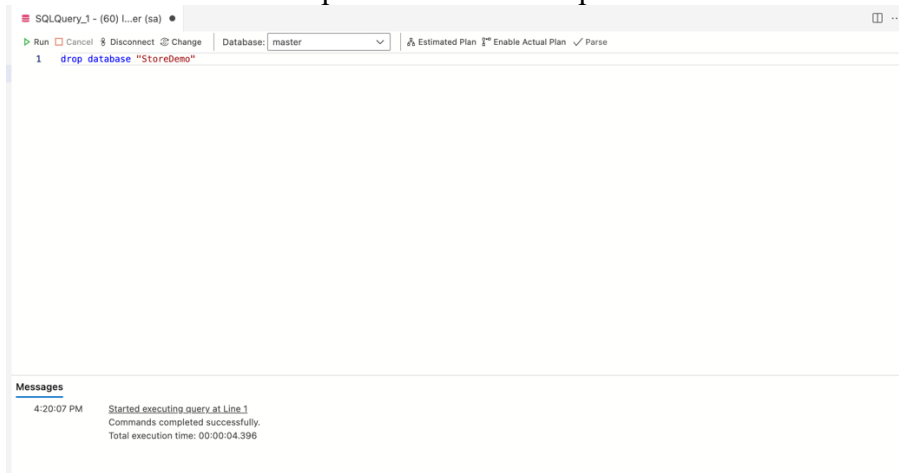 SQLQuery_1 - (60) l...er (sa)
Run Cancel Disconnect Change Database: master Estimated Plan Enable Actual Plan Parse
1 drop database "StoreDemo"
Messages
4:20:07 PM Started executing query at Line 1
Commands completed successfully.
Total execution time: 00:00:04.396